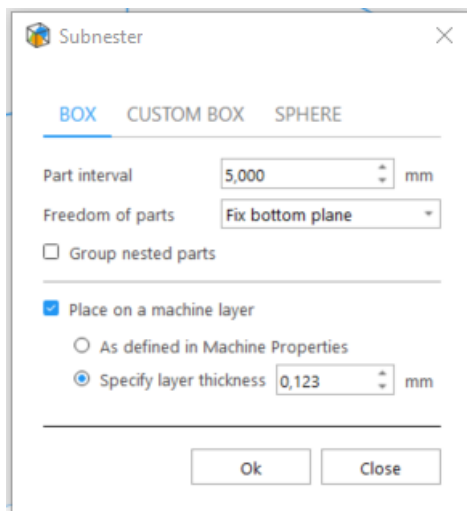 Subnester
BOX CUSTOM BOX SPHERE
Part interval 5,000 mm
Freedom of parts Fix bottom plane
Group nested parts
Place on a machine layer
As defined in Machine Properties
Specify layer thickness 0,123 mm
Ok Close